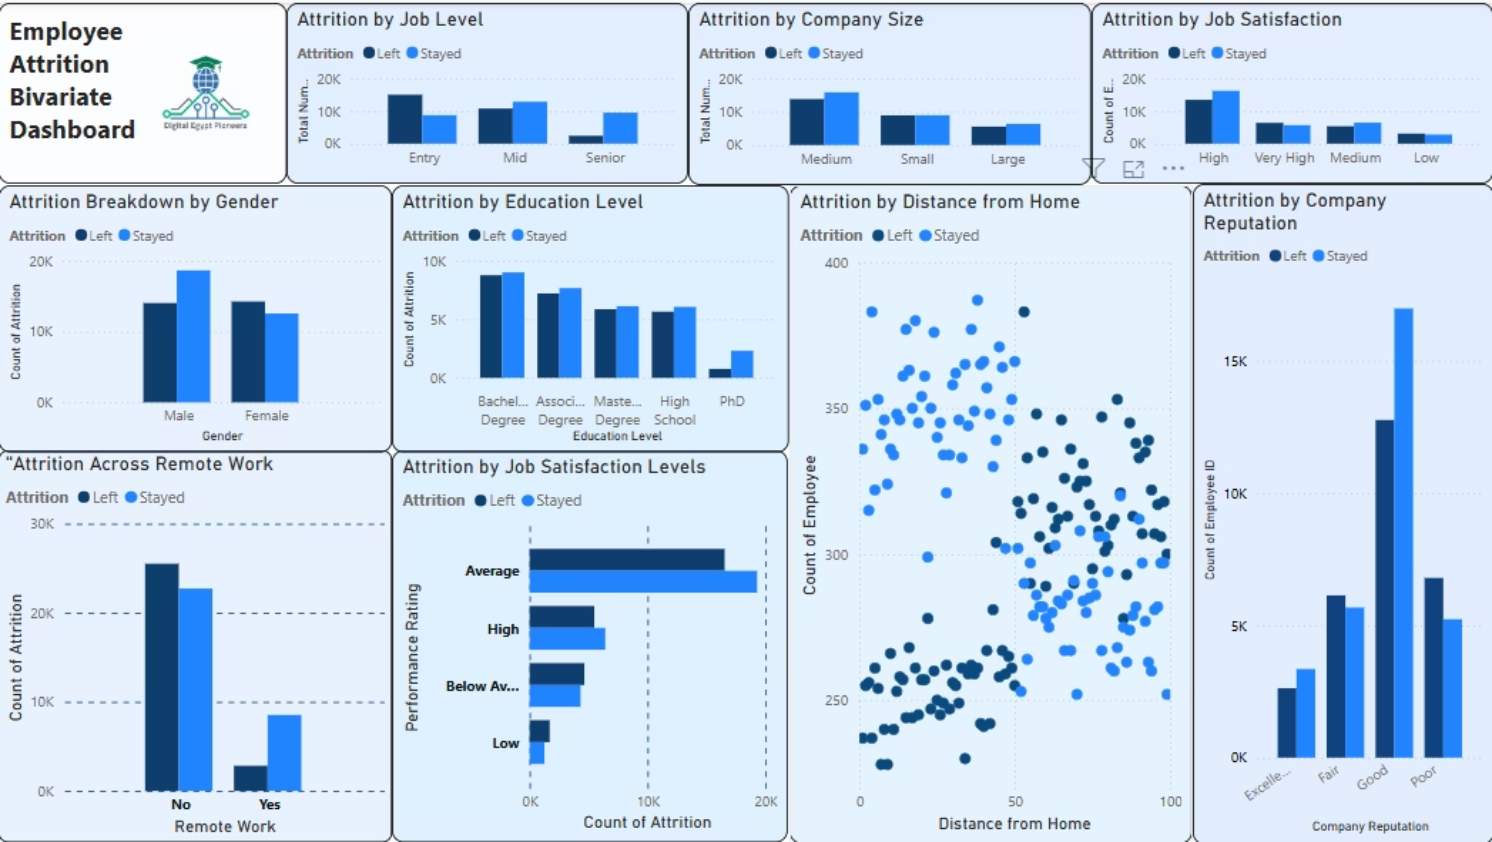 Employee
Attrition
Bivariate
Dashboard
Digital Egypt Pioneers
Attrition by Job Level
Attrition Left Stayed
Total Num...
20K
10K
0K
Entry Mid Senior
Attrition by Company Size
Attrition Left Stayed
Total Num...
20K
10K
0K
Medium Small Large
Attrition by Job Satisfaction
Attrition Left Stayed
Count of E...
20K
10K
0K
High Very High Medium Low
Attrition Breakdown by Gender
Attrition Left Stayed
Count of Attrition
20K
10K
0K
Male Female
Gender
Attrition by Education Level
Attrition Left Stayed
Count of Attrition
10K
5K
0K
Bachel... Associ... Maste... High PhD
Degree Degree Degree School
Education Level
Attrition by Distance from Home
Attrition Left Stayed
Count of Employee
400
350
300
250
0 50 100
Distance from Home
Attrition by Company
Reputation
Attrition Left Stayed
Count of Employee ID
15K
10K
5K
0K
Excelle... Fair Good Poor
Company Reputation
"Attrition Across Remote Work
Attrition Left Stayed
Count of Attrition
30K
20K
10K
0K
No Yes
Remote Work
Attrition by Job Satisfaction Levels
Attrition Left Stayed
Performance Rating
Average
High
Below Av...
Low
0K 10K 20K
Count of Attrition